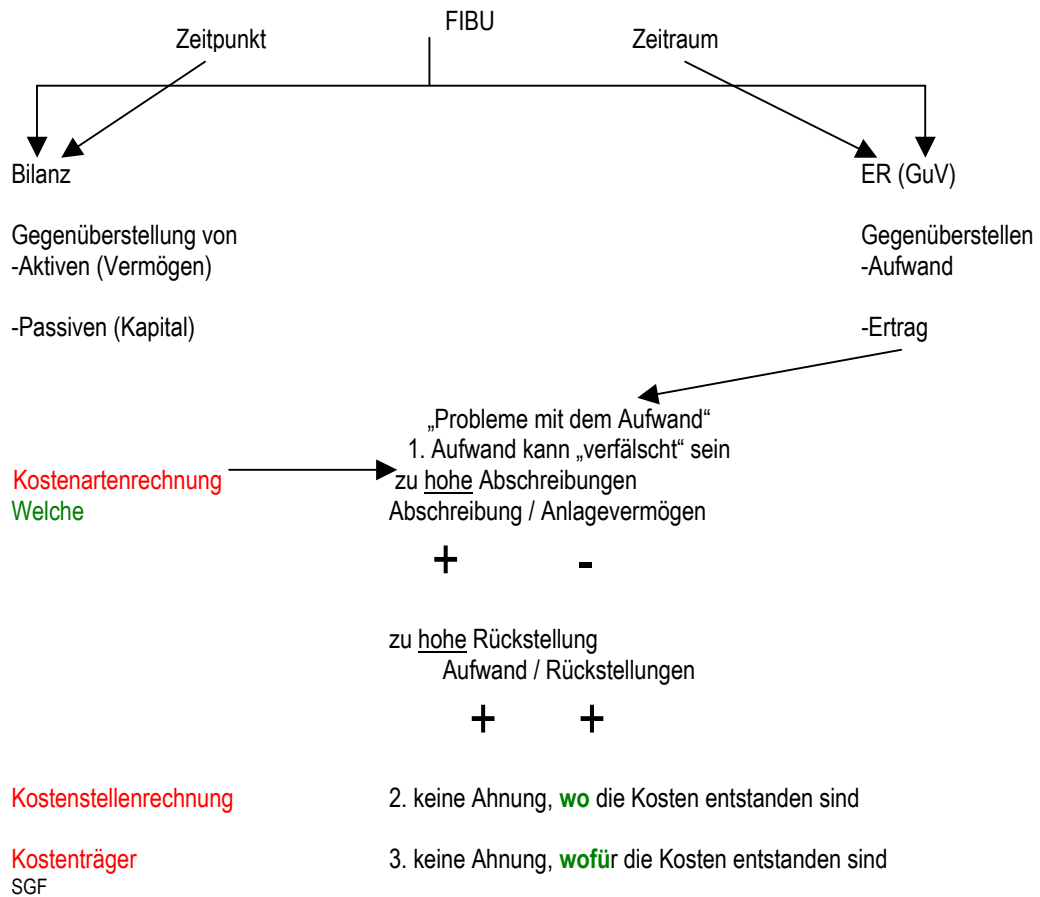 FIBU
Zeitpunkt
Zeitraum
Bilanz
ER (GuV)
Gegenüberstellung von
-Aktiven (Vermögen)
-Passiven (Kapital)
Gegenüberstellen
-Aufwand
-Ertrag
„Probleme mit dem Aufwand“
1. Aufwand kann „verfälscht“ sein
Kostenartenrechnung
zu hohe Abschreibungen
Welche
Abschreibung / Anlagevermögen
+ -
zu hohe Rückstellung
Aufwand / Rückstellungen
+ +
Kostenstellenrechnung
2. keine Ahnung, wo die Kosten entstanden sind
Kostenträger
3. keine Ahnung, wofür die Kosten entstanden sind
SGF